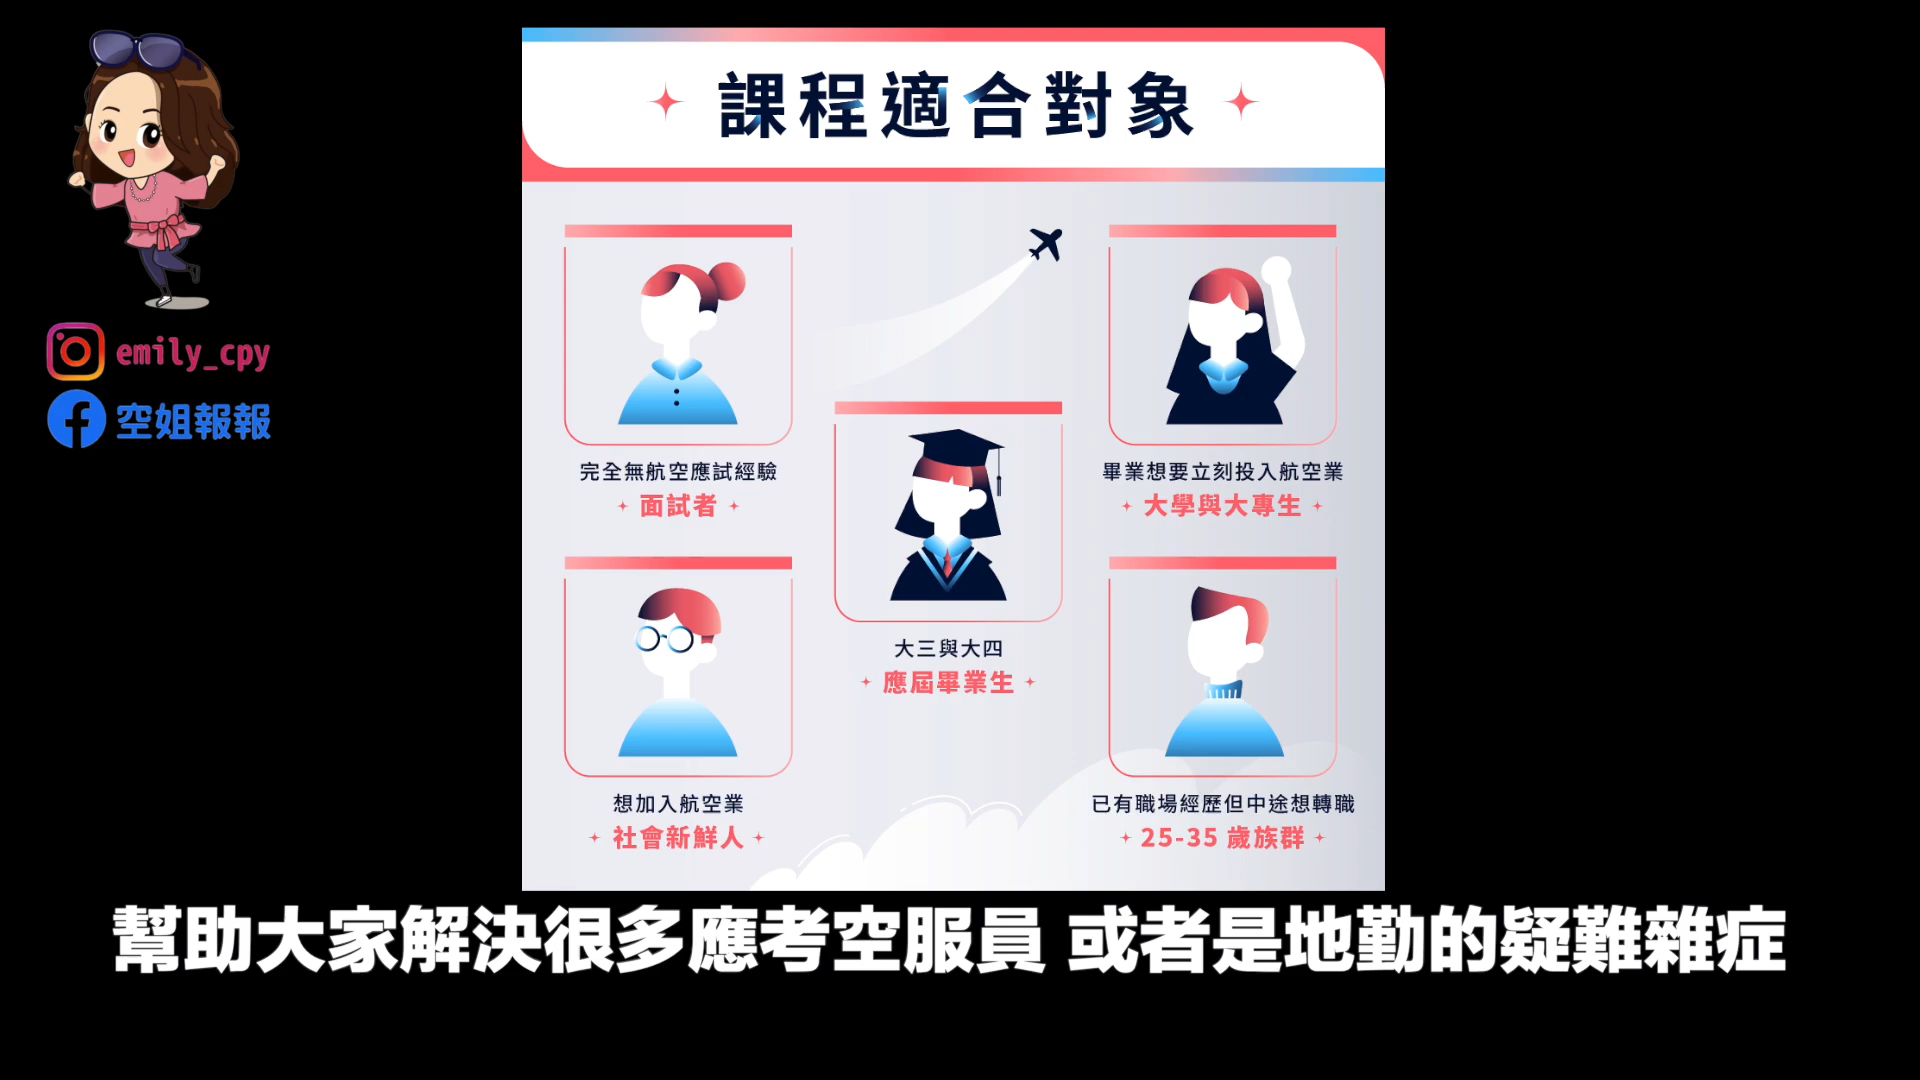 emily_cpy
空姐報報
課程適合對象
完全無航空應試經驗
面試者
畢業想要立刻投入航空業
大學與大專生
大三與大四
應屆畢業生
想加入航空業
社會新鮮人
已有職場經歷但中途想轉職
25-35 歲族群
幫助大家解決很多應考空服員 或者是地勤的疑難雜症